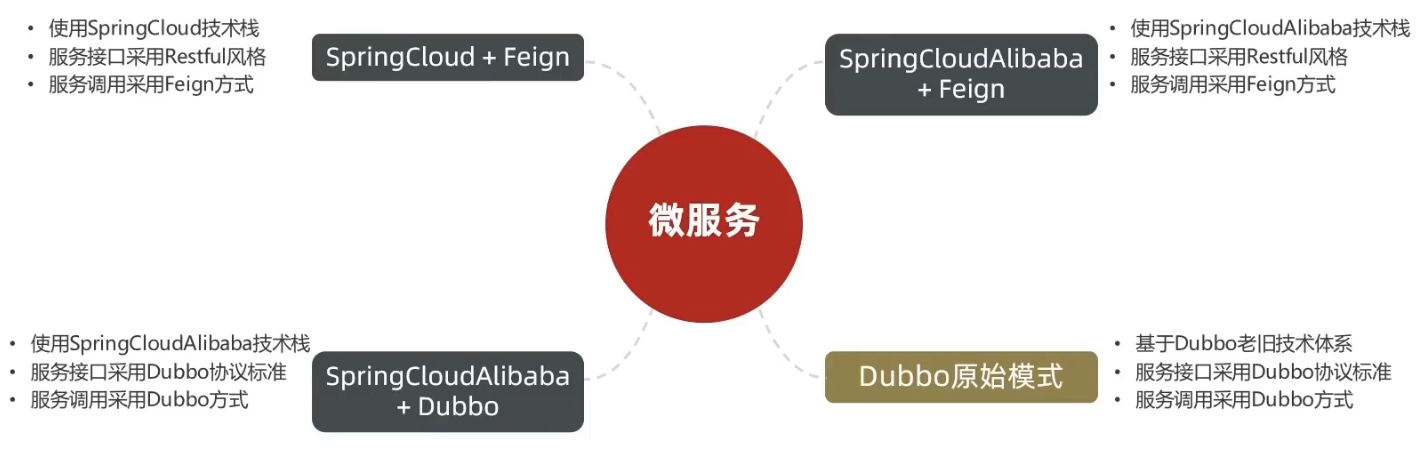 • 使用SpringCloud技术栈
• 服务接口采用Restful风格
• 服务调用采用Feign方式
SpringCloud + Feign
SpringCloudAlibaba
+ Feign
• 使用SpringCloudAlibaba技术栈
• 服务接口采用Restful风格
• 服务调用采用Feign方式
微服务
• 使用SpringCloudAlibaba技术栈
• 服务接口采用Dubbo协议标准
• 服务调用采用Dubbo方式
SpringCloudAlibaba
+ Dubbo
Dubbo原始模式
• 基于Dubbo老旧技术体系
• 服务接口采用Dubbo协议标准
• 服务调用采用Dubbo方式